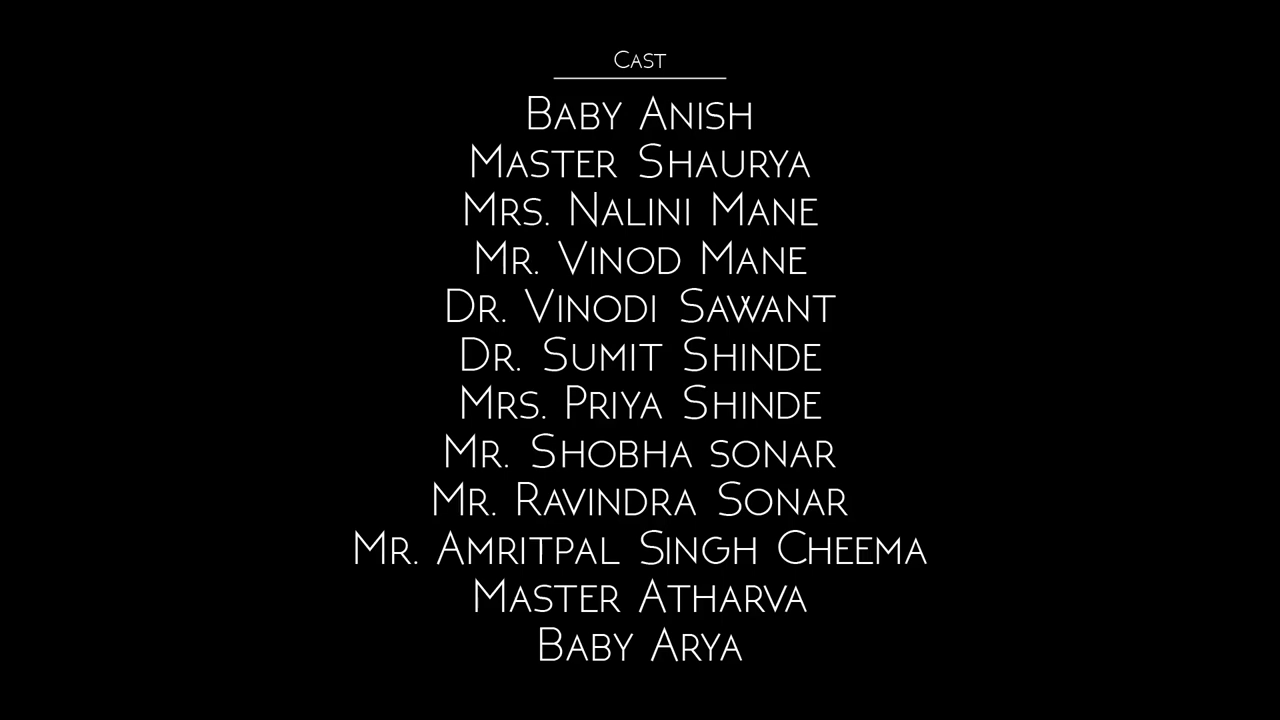 Cast
Baby Anish
Master Shaurya
Mrs. Nalini Mane
Mr. Vinod Mane
Dr. Vinodi Sawant
Dr. Sumit Shinde
Mrs. Priya Shinde
Mr. Shobha sonar
Mr. Ravindra Sonar
Mr. Amritpal Singh Cheema
Master Atharva
Baby Arya